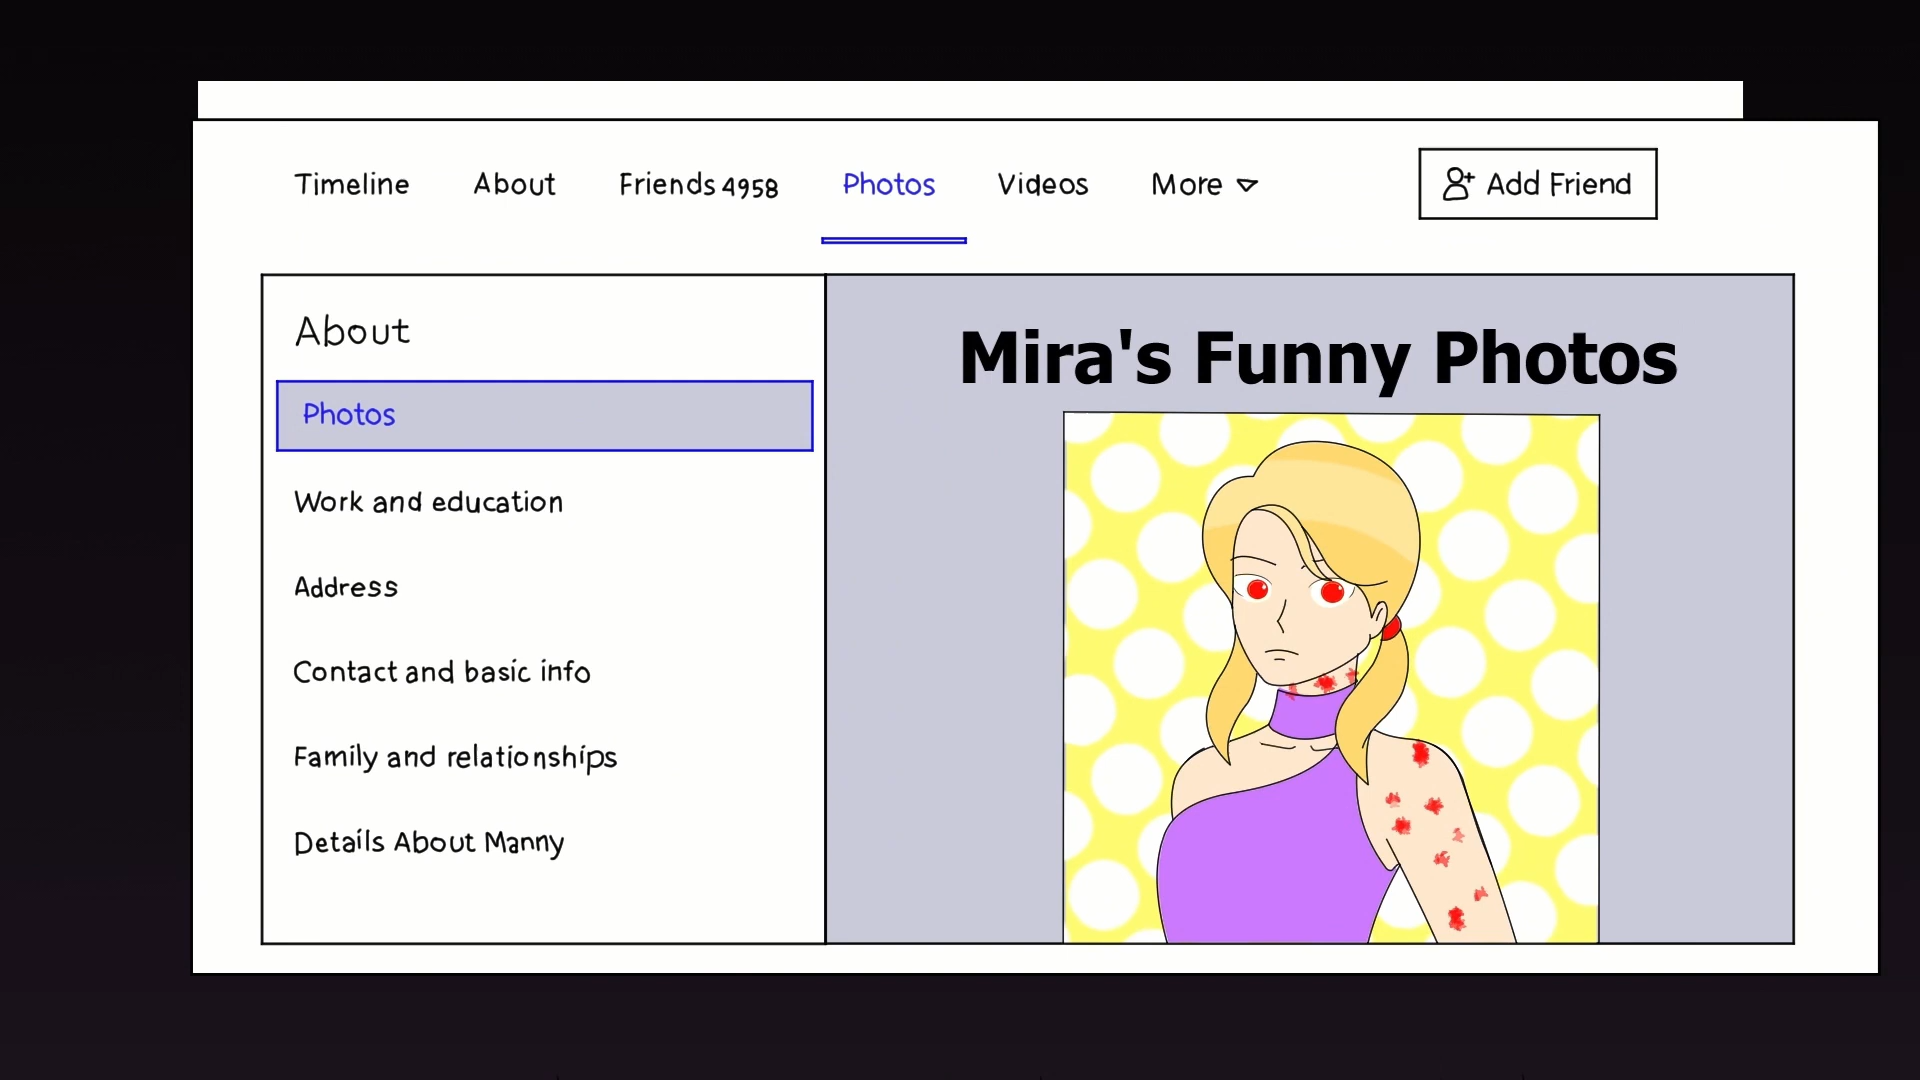 Timeline About Friends 4958 Photos Videos More Add Friend
About
Photos
Work and education
Address
Contact and basic info
Family and relationships
Details About Manny
Mira's Funny Photos